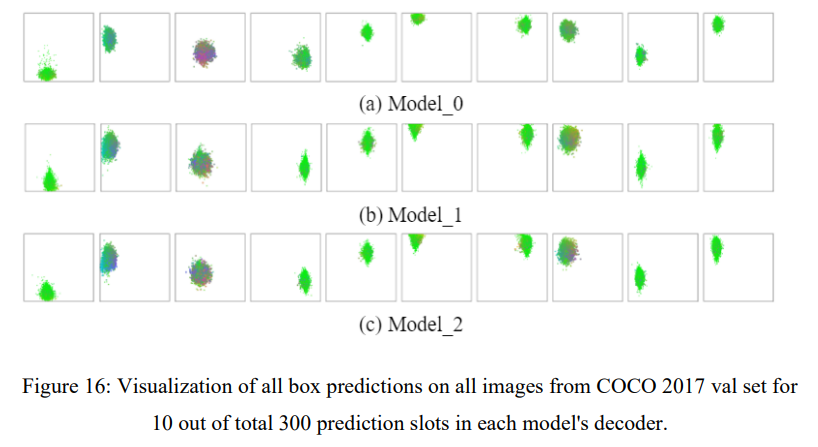 (a) Model_0
(b) Model_1
(c) Model_2
Figure 16: Visualization of all box predictions on all images from COCO 2017 val set for
10 out of total 300 prediction slots in each model's decoder.